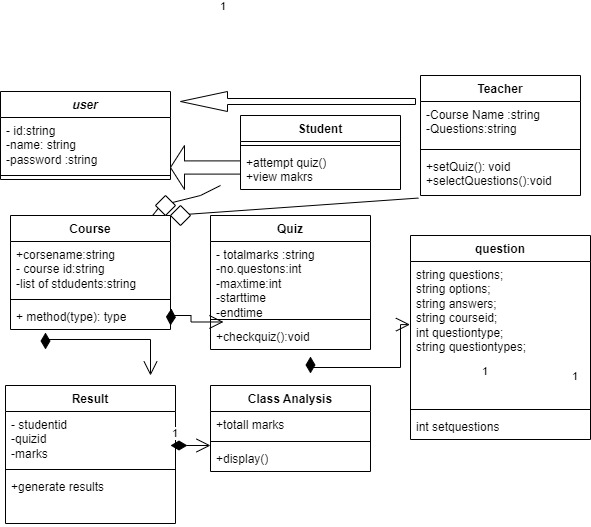 1
user
- id:string
-name: string
-password :string
Teacher
-Course Name :string
-Questions:string
+setQuiz(): void
+selectQuestions():void
Student
+attempt quiz()
+view makrs
Course
+corsename:string
- course id:string
-list of stdudents:string
+ method(type): type
Quiz
- totalmarks :string
-no.questons:int
-maxtime:int
-starttime
-endtime
+checkquiz():void
question
string questions;
string options;
string answers;
string courseid;
int questiontype;
string questiontypes;
1
1
int setquestions
Result
- studentid
-quizid
-marks
+generate results
1
Class Analysis
+totall marks
+display()